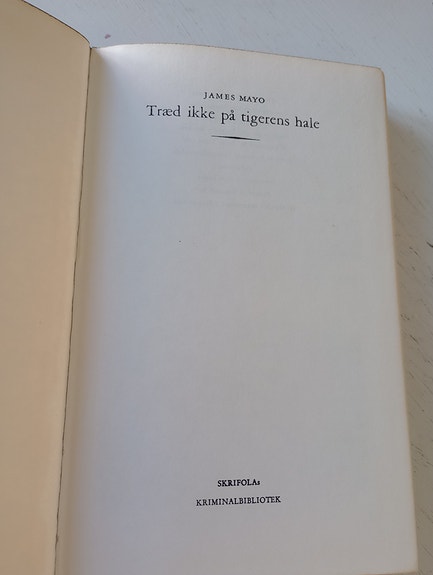 JAMES MAYO
Træd ikke på tigerens hale
SKRIFOLAs
KRIMINALBIBLIOTEK